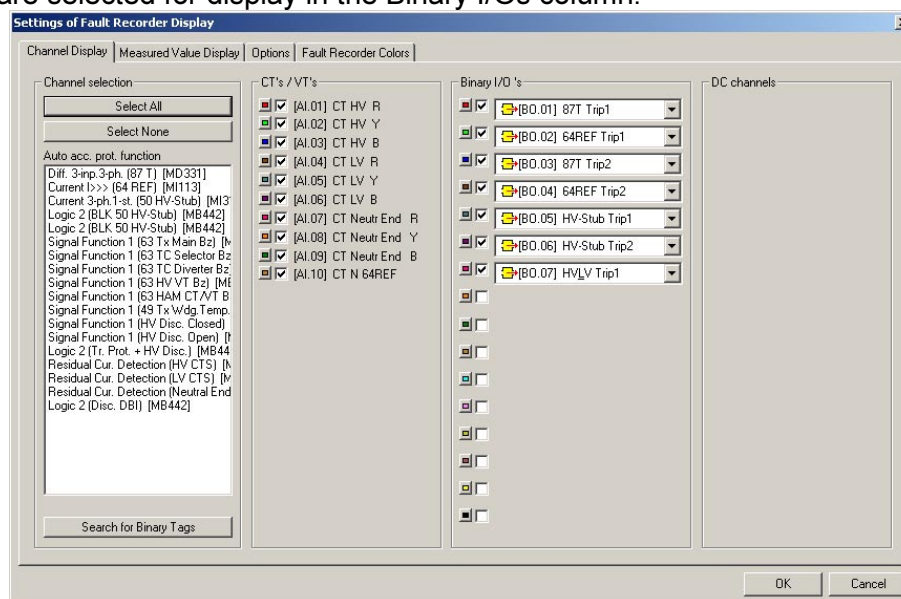 are selected for display in the Binary I/Os column.
Settings of Fault Recorder Display
Channel Display
Measured Value Display
Options
Fault Recorder Colors
Channel selection
Select All
Select None
Auto acc. prot. function
Diff. 3-inp.3-ph. (87 T) [MD331]
Current I>>> (64 REF) [MI113]
Current 3-ph.1-st. (50 HV-Stub) [MI3
Logic 2 (BLK 50 HV-Stub) [MB442]
Logic 2 (BLK 50 HV-Stub) [MB442]
Signal Function 1 (63 Tx Main Bz) [M
Signal Function 1 (63 TC Selector Bz
Signal Function 1 (63 TC Diverter Bz
Signal Function 1 (63 HV VT Bz) [ME
Signal Function 1 (63 HAM CT/VT B
Signal Function 1 (49 Tx Wdg.Temp.
Signal Function 1 (HV Disc. Closed)
Signal Function 1 (HV Disc. Open) [
Logic 2 (Tr. Prot. + HV Disc.) [MB44
Residual Cur. Detection (HV CTS) [
Residual Cur. Detection (LV CTS) [M
Residual Cur. Detection (Neutral End
Logic 2 (Disc. DBI) [MB442]
Search for Binary Tags
CT's / VT's
[AI.01] CT HV R
[AI.02] CT HV Y
[AI.03] CT HV B
[AI.04] CT LV R
[AI.05] CT LV Y
[AI.06] CT LV B
[AI.07] CT Neutr End R
[AI.08] CT Neutr End Y
[AI.09] CT Neutr End B
[AI.10] CT N 64REF
Binary I/O 's
[BO.01] 87T Trip1
[BO.02] 64REF Trip1
[BO.03] 87T Trip2
[BO.04] 64REF Trip2
[BO.05] HV-Stub Trip1
[BO.06] HV-Stub Trip2
[BO.07] HVLV Trip1
DC channels
OK
Cancel